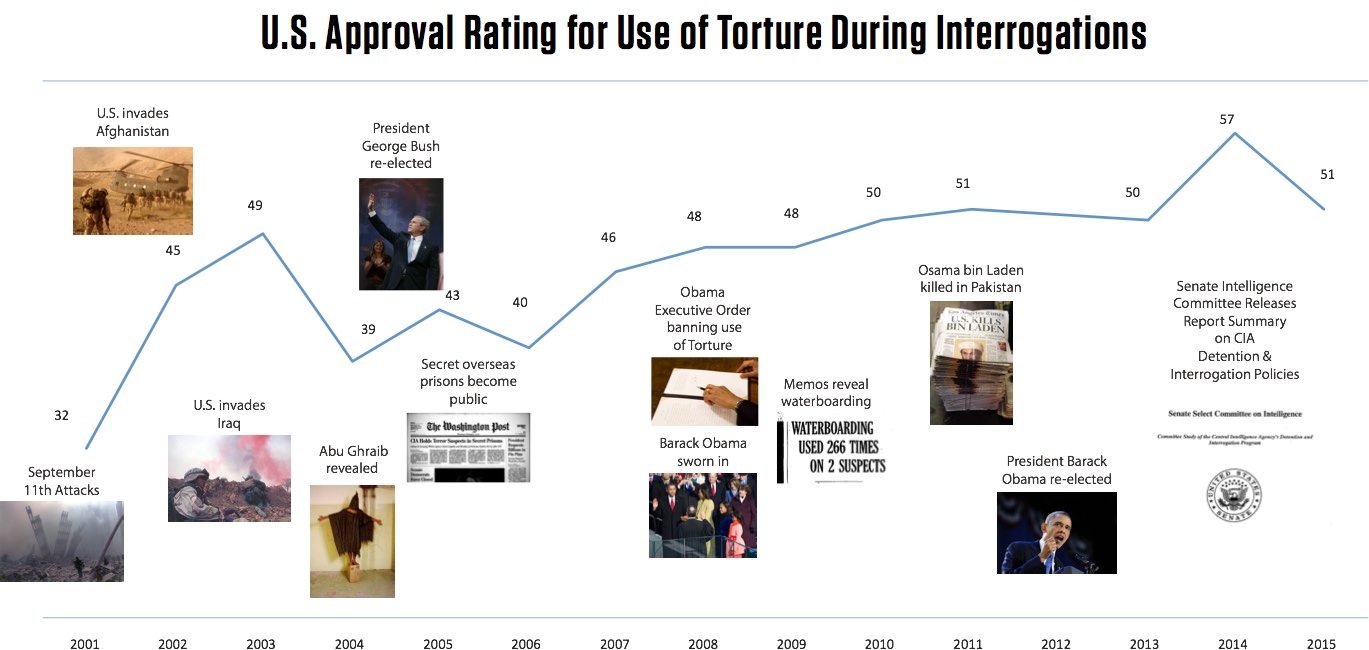 U.S. Approval Rating for Use of Torture During Interrogations
U.S. invades
Afghanistan
President
George Bush
re-elected
57
51
49
45
43
39
40
46
48
48
50
51
50
32
September
11th Attacks
U.S. invades
Iraq
Abu Ghraib
revealed
Secret overseas
prisons become
public
The Washington Post
CIA Holds Terror Suspects in Secret Prisons
Obama
Executive Order
banning use
of Torture
Barack Obama
sworn in
Memos reveal
waterboarding
WATERBOARDING
USED 266 TIMES
ON 2 SUSPECTS
Osama bin Laden
killed in Pakistan
Los Angeles Times
U.S. KILLS
BIN LADEN
President Barack
Obama re-elected
Senate Intelligence
Committee Releases
Report Summary
on CIA
Detention &
Interrogation Policies
Senate Select Committee on Intelligence
Committee Study of the Central Intelligence Agency's Detention and
Interrogation Program
UNITED STATES
SENATE
2001 2002 2003 2004 2005 2006 2007 2008 2009 2010 2011 2012 2013 2014 2015